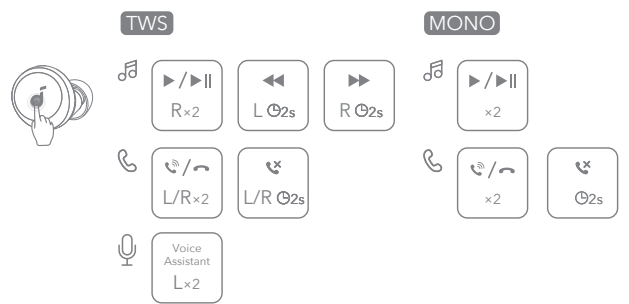 TWS
MONO
R×2
L 2s
R 2s
×2
L/R×2
L/R 2s
×2
2s
Voice
Assistant
L×2